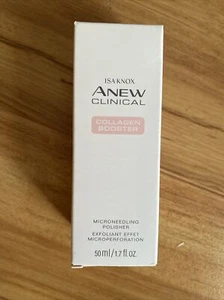 ISA KNOX
ANEW
CLINICAL
COLLAGEN
BOOSTER
MICRONEEDLING
POLISHER
EXFOLIANT EFFET
MICROPERFORATION
50 ml / 1.7 fl. oz.